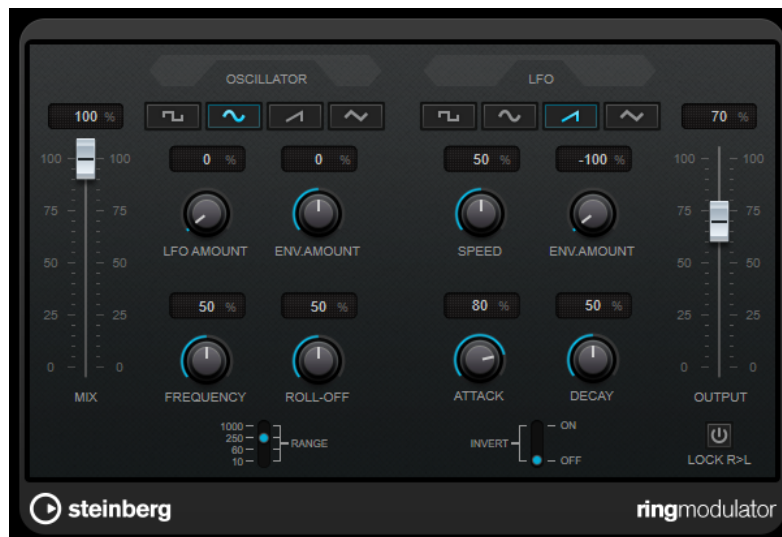 OSCILLATOR LFO
100 % 70 %
0 % 0 % 50 % -100 %
100 100 100 100
75 75 75 75
LFO AMOUNT ENV.AMOUNT SPEED ENV.AMOUNT
50 50 50 50
50 % 50 % 80 % 50 %
25 25 25 25
0 0 0 0
MIX FREQUENCY ROLL-OFF ATTACK DECAY OUTPUT
1000
250
60
10
RANGE
INVERT
ON
OFF
LOCK R>L
steinberg ringmodulator